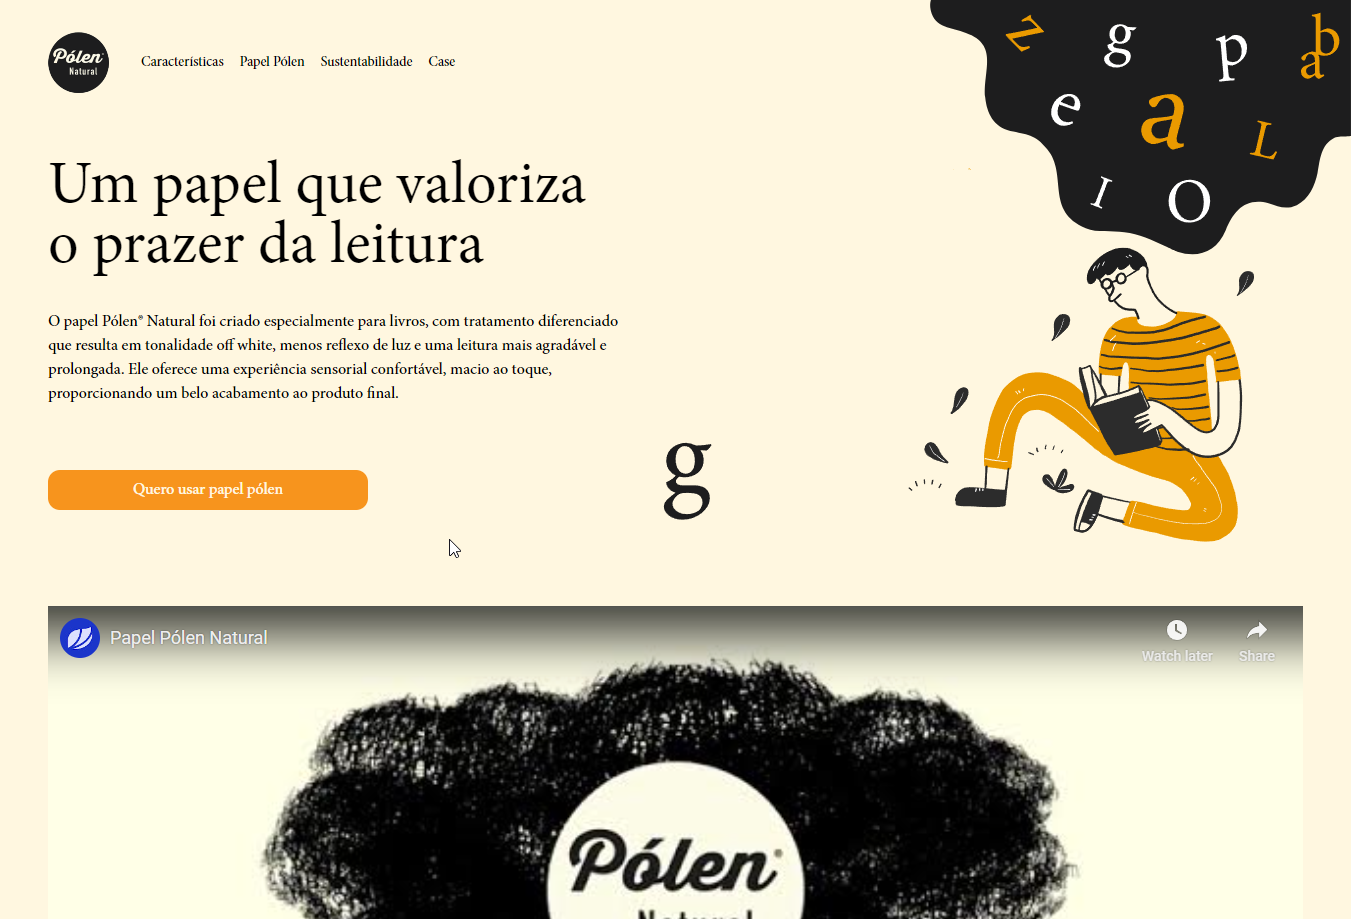 Pólen®
Natural
Características Papel Pólen Sustentabilidade Case
z g p b
a
e a L
I O
Um papel que valoriza
o prazer da leitura
O papel Pólen® Natural foi criado especialmente para livros, com tratamento diferenciado
que resulta em tonalidade off white, menos reflexo de luz e uma leitura mais agradável e
prolongada. Ele oferece uma experiência sensorial confortável, macio ao toque,
proporcionando um belo acabamento ao produto final.
g
Quero usar papel pólen
Papel Pólen Natural
Watch later Share
Pólen®
Natural